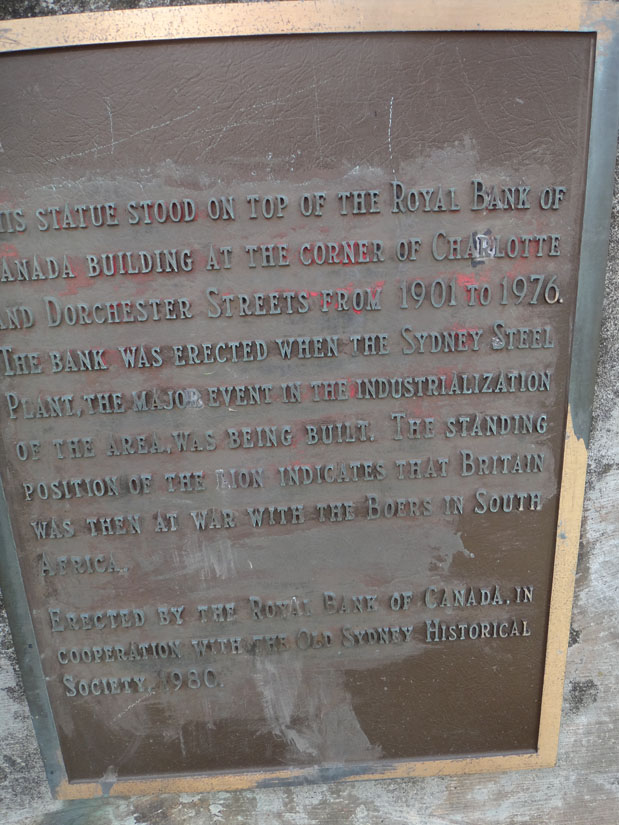 HIS STATUE STOOD ON TOP OF THE ROYAL BANK OF
CANADA BUILDING AT THE CORNER OF CHARLOTTE
AND DORCHESTER STREETS FROM 1901 TO 1976.
THE BANK WAS ERECTED WHEN THE SYDNEY STEEL
PLANT, THE MAJOR EVENT IN THE INDUSTRIALIZATION
OF THE AREA, WAS BEING BUILT. THE STANDING
POSITION OF THE LION INDICATES THAT BRITAIN
WAS THEN AT WAR WITH THE BOERS IN SOUTH
AFRICA.
ERECTED BY THE ROYAL BANK OF CANADA, IN
COOPERATION WITH THE OLD SYDNEY HISTORICAL
SOCIETY, 1980.